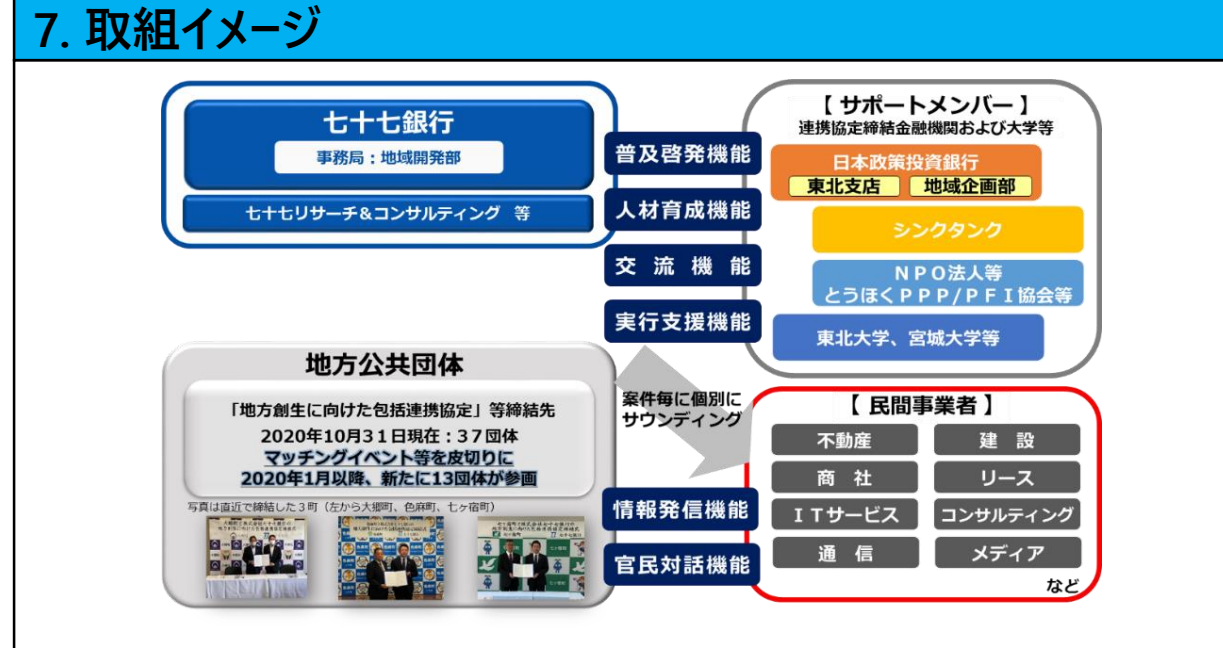 7. 取組イメージ
七十七銀行
事務局：地域開発部
七十七リサーチ&コンサルティング 等
普及啓発機能
人材育成機能
交 流 機 能
実行支援機能
【 サポートメンバー 】
連携協定締結金融機関および大学等
日本政策投資銀行
東北支店 地域企画部
シンクタンク
ＮＰＯ法人等
とうほくＰＰＰ/ＰＦＩ協会等
東北大学、宮城大学等
地方公共団体
「地方創生に向けた包括連携協定」等締結先
2020年10月31日現在：３７団体
マッチングイベント等を皮切りに
2020年1月以降、新たに13団体が参画
写真は直近で締結した３町（左から大郷町、色麻町、七ヶ宿町）
案件毎に個別に
サウンディング
情報発信機能
官民対話機能
【 民間事業者 】
不動産 建 設
商 社 リース
ＩＴサービス コンサルティング
通 信 メディア
など